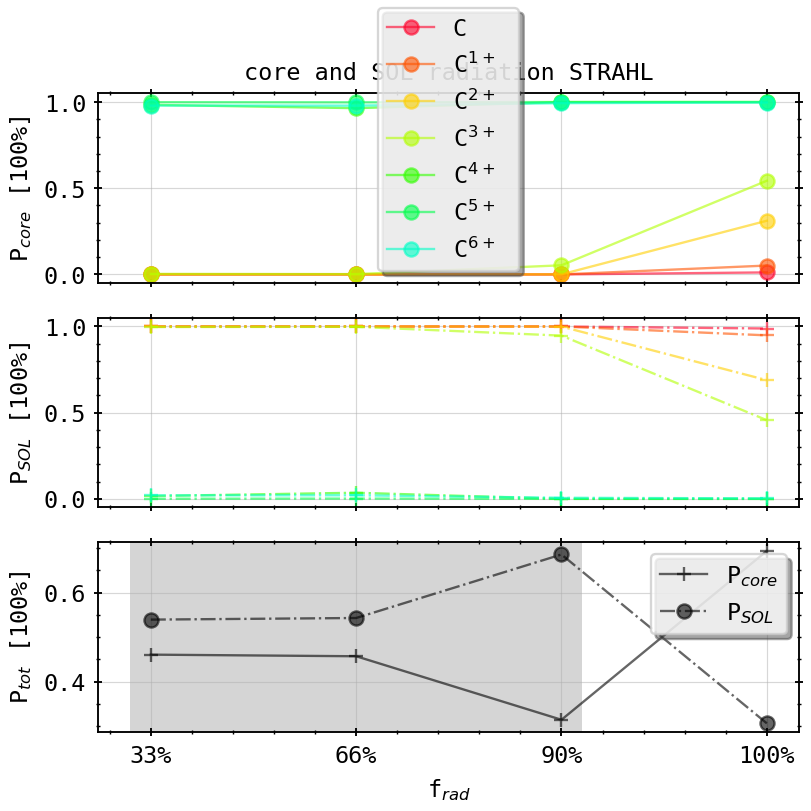 core and SOL radiation STRAHL
C
C1+
C2+
C3+
C4+
C5+
C6+
1.0
0.5
0.0
Pcore [100%]
1.0
0.5
0.0
PSOL [100%]
0.6
0.4
Ptot [100%]
Pcore
PSOL
33% 66% 90% 100%
frad